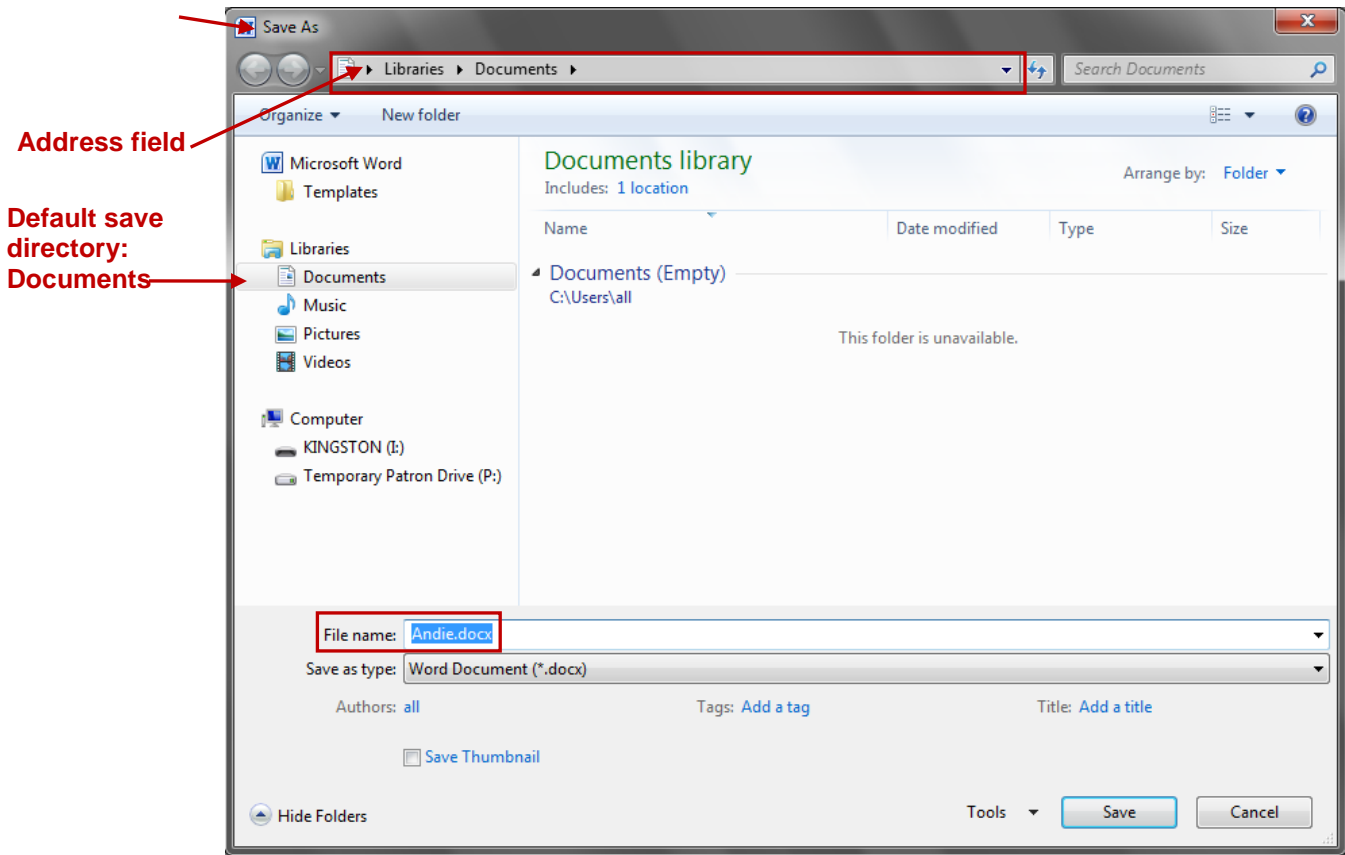 Save As
Libraries Documents
Search Documents
Organize New folder
Address field
Default save
directory:
Documents
Microsoft Word
Templates
Libraries
Documents
Music
Pictures
Videos
Computer
KINGSTON (I:)
Temporary Patron Drive (P:)
Documents library
Includes: 1 location
Arrange by: Folder
Name Date modified Type Size
Documents (Empty)
C:\Users\all
This folder is unavailable.
File name: Andie.docx
Save as type: Word Document (*.docx)
Authors: all Tags: Add a tag Title: Add a title
Save Thumbnail
Hide Folders Tools Save Cancel